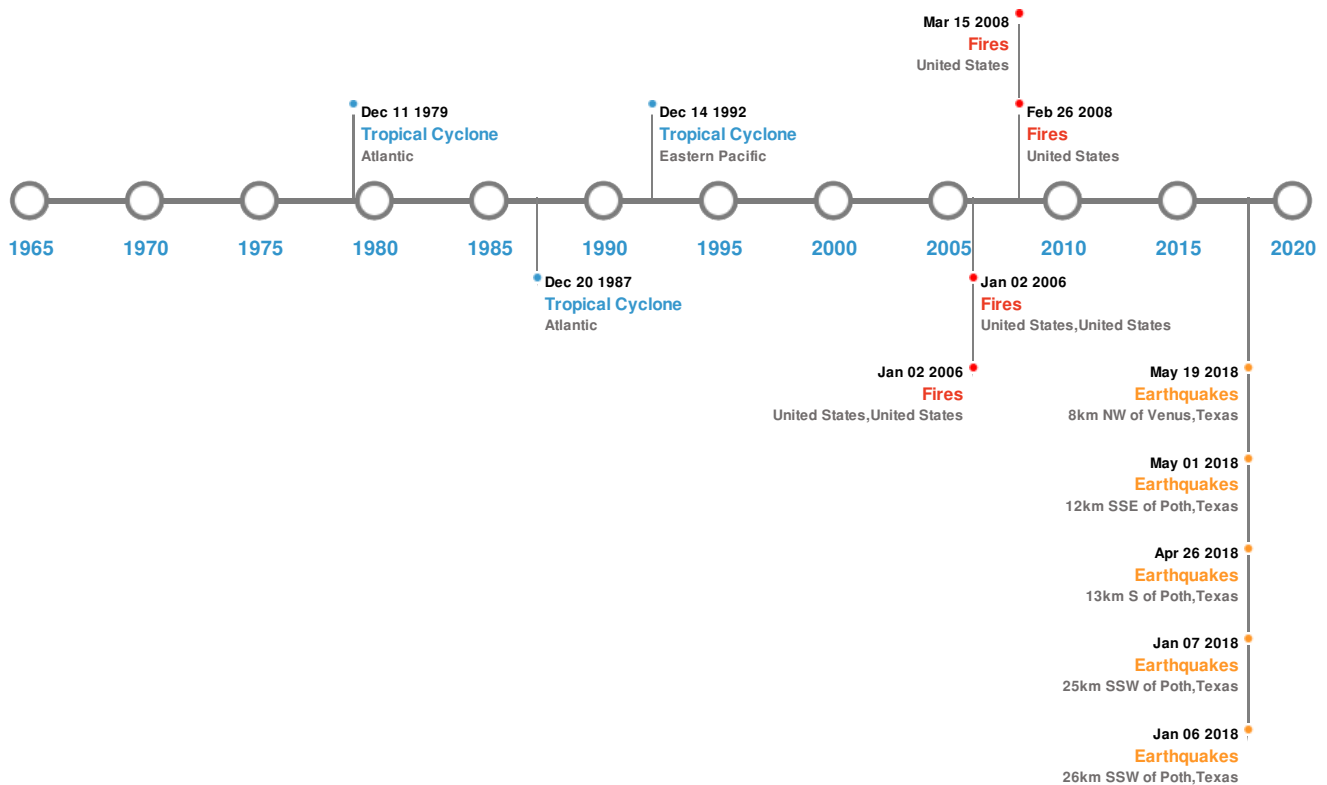 Mar 15 2008
Fires
United States
Dec 11 1979
Tropical Cyclone
Atlantic
Dec 14 1992
Tropical Cyclone
Eastern Pacific
Feb 26 2008
Fires
United States
1965 1970 1975 1980 1985 1990 1995 2000 2005 2010 2015 2020
Dec 20 1987
Tropical Cyclone
Atlantic
Jan 02 2006
Fires
United States,United States
Jan 02 2006
Fires
United States,United States
May 19 2018
Earthquakes
8km NW of Venus,Texas
May 01 2018
Earthquakes
12km SSE of Poth,Texas
Apr 26 2018
Earthquakes
13km S of Poth,Texas
Jan 07 2018
Earthquakes
25km SSW of Poth,Texas
Jan 06 2018
Earthquakes
26km SSW of Poth,Texas